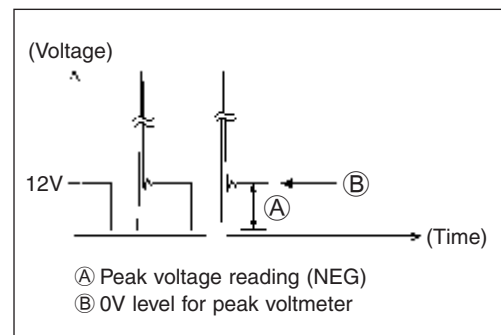 (Voltage)
12V
Ⓑ
Ⓐ
(Time)
Ⓐ Peak voltage reading (NEG)
Ⓑ 0V level for peak voltmeter